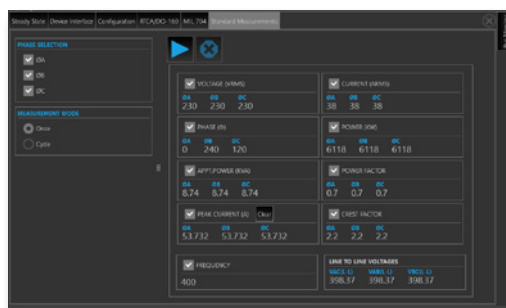 Steady State Device Interface Configuration RTCA/DO-160 MIL 704 Standard Measurements
PHASE SELECTION
ØA
ØB
ØC
MEASUREMENT MODE
Once
Cycle
VOLTAGE (VRMS)
ØA ØB ØC
230 230 230
CURRENT (ARMS)
ØA ØB ØC
38 38 38
PHASE (Θ)
ØA ØB ØC
0 240 120
POWER (KW)
ØA ØB ØC
6118 6118 6118
APPT.POWER (KVA)
ØA ØB ØC
8.74 8.74 8.74
POWER FACTOR
ØA ØB ØC
0.7 0.7 0.7
PEAK CURRENT (A) Clear
ØA ØB ØC
53.732 53.732 53.732
CREST FACTOR
ØA ØB ØC
2.2 2.2 2.2
FREQUENCY
400
LINE TO LINE VOLTAGES
398.37 398.37 398.37